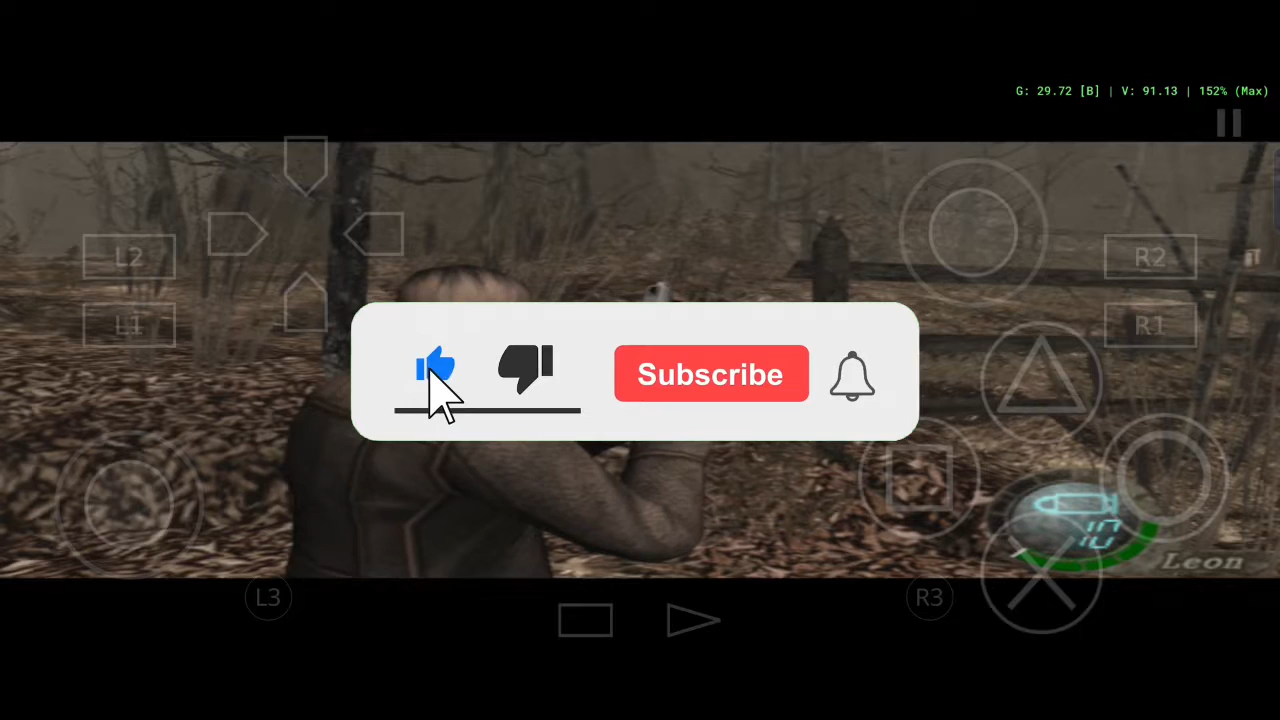 G: 29.72 [B] | V: 91.13 | 152% (Max)
L2
R2
L1
R1
Subscribe
10
Leon
L3
R3